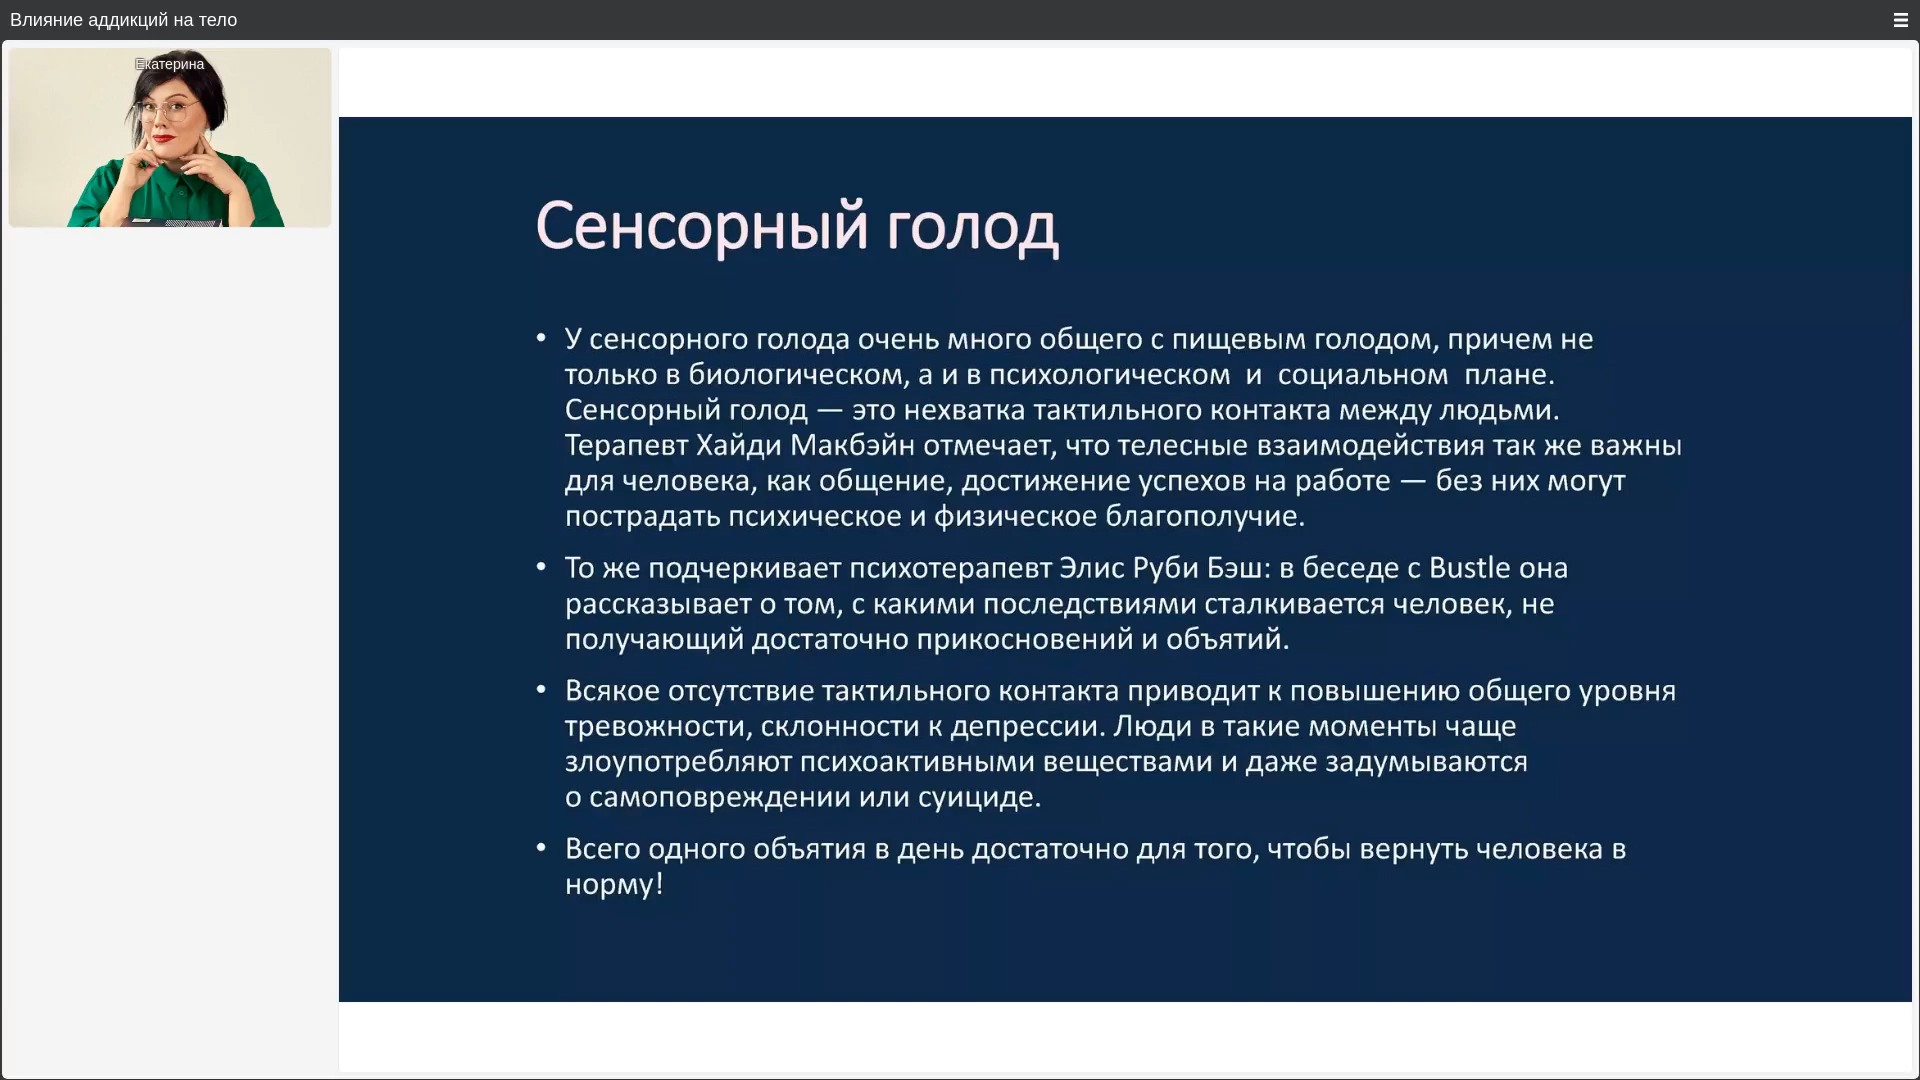 Влияние аддикций на тело
Екатерина
Сенсорный голод
• У сенсорного голода очень много общего с пищевым голодом, причем не
только в биологическом, а и в психологическом и социальном плане.
Сенсорный голод — это нехватка тактильного контакта между людьми.
Терапевт Хайди Макбэйн отмечает, что телесные взаимодействия так же важны
для человека, как общение, достижение успехов на работе — без них могут
пострадать психическое и физическое благополучие.
• То же подчеркивает психотерапевт Элис Руби Бэш: в беседе с Bustle она
рассказывает о том, с какими последствиями сталкивается человек, не
получающий достаточно прикосновений и объятий.
• Всякое отсутствие тактильного контакта приводит к повышению общего уровня
тревожности, склонности к депрессии. Люди в такие моменты чаще
злоупотребляют психоактивными веществами и даже задумываются
о самоповреждении или суициде.
• Всего одного объятия в день достаточно для того, чтобы вернуть человека в
норму!